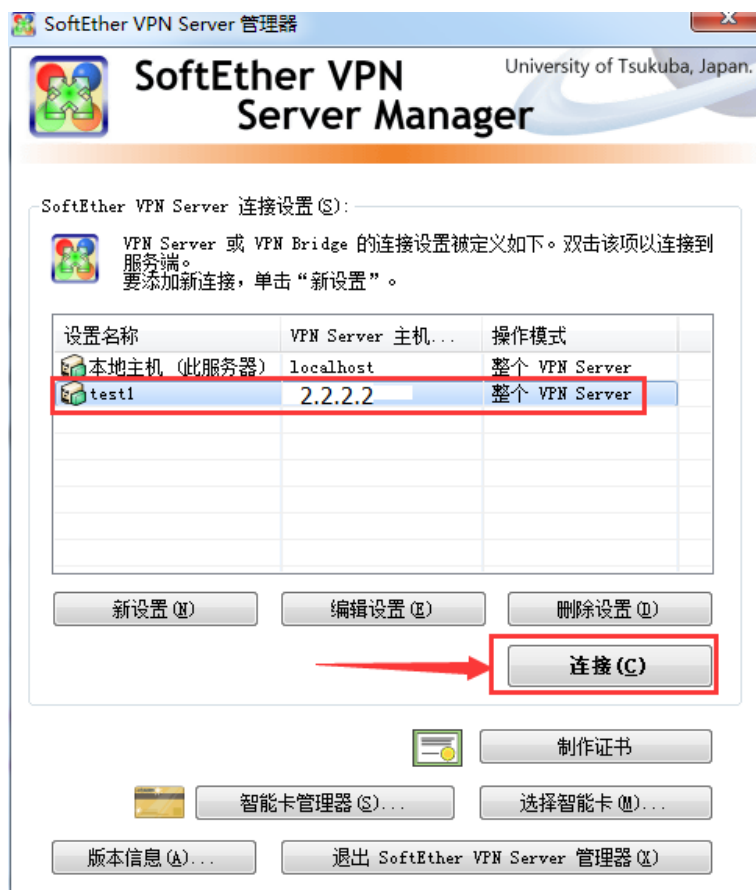 SoftEther VPN Server 管理器
SoftEther VPN
Server Manager
University of Tsukuba, Japan.
SoftEther VPN Server 连接设置(S):
VPN Server 或 VPN Bridge 的连接设置被定义如下。双击该项以连接到
服务端。
要添加新连接，单击“新设置”。
设置名称 VPN Server 主机... 操作模式
本地主机 (此服务器) localhost 整个 VPN Server
test1 2.2.2.2 整个 VPN Server
新设置(N) 编辑设置(E) 删除设置(D)
连接(C)
制作证书
智能卡管理器(S)... 选择智能卡(M)...
版本信息(A)... 退出 SoftEther VPN Server 管理器(X)